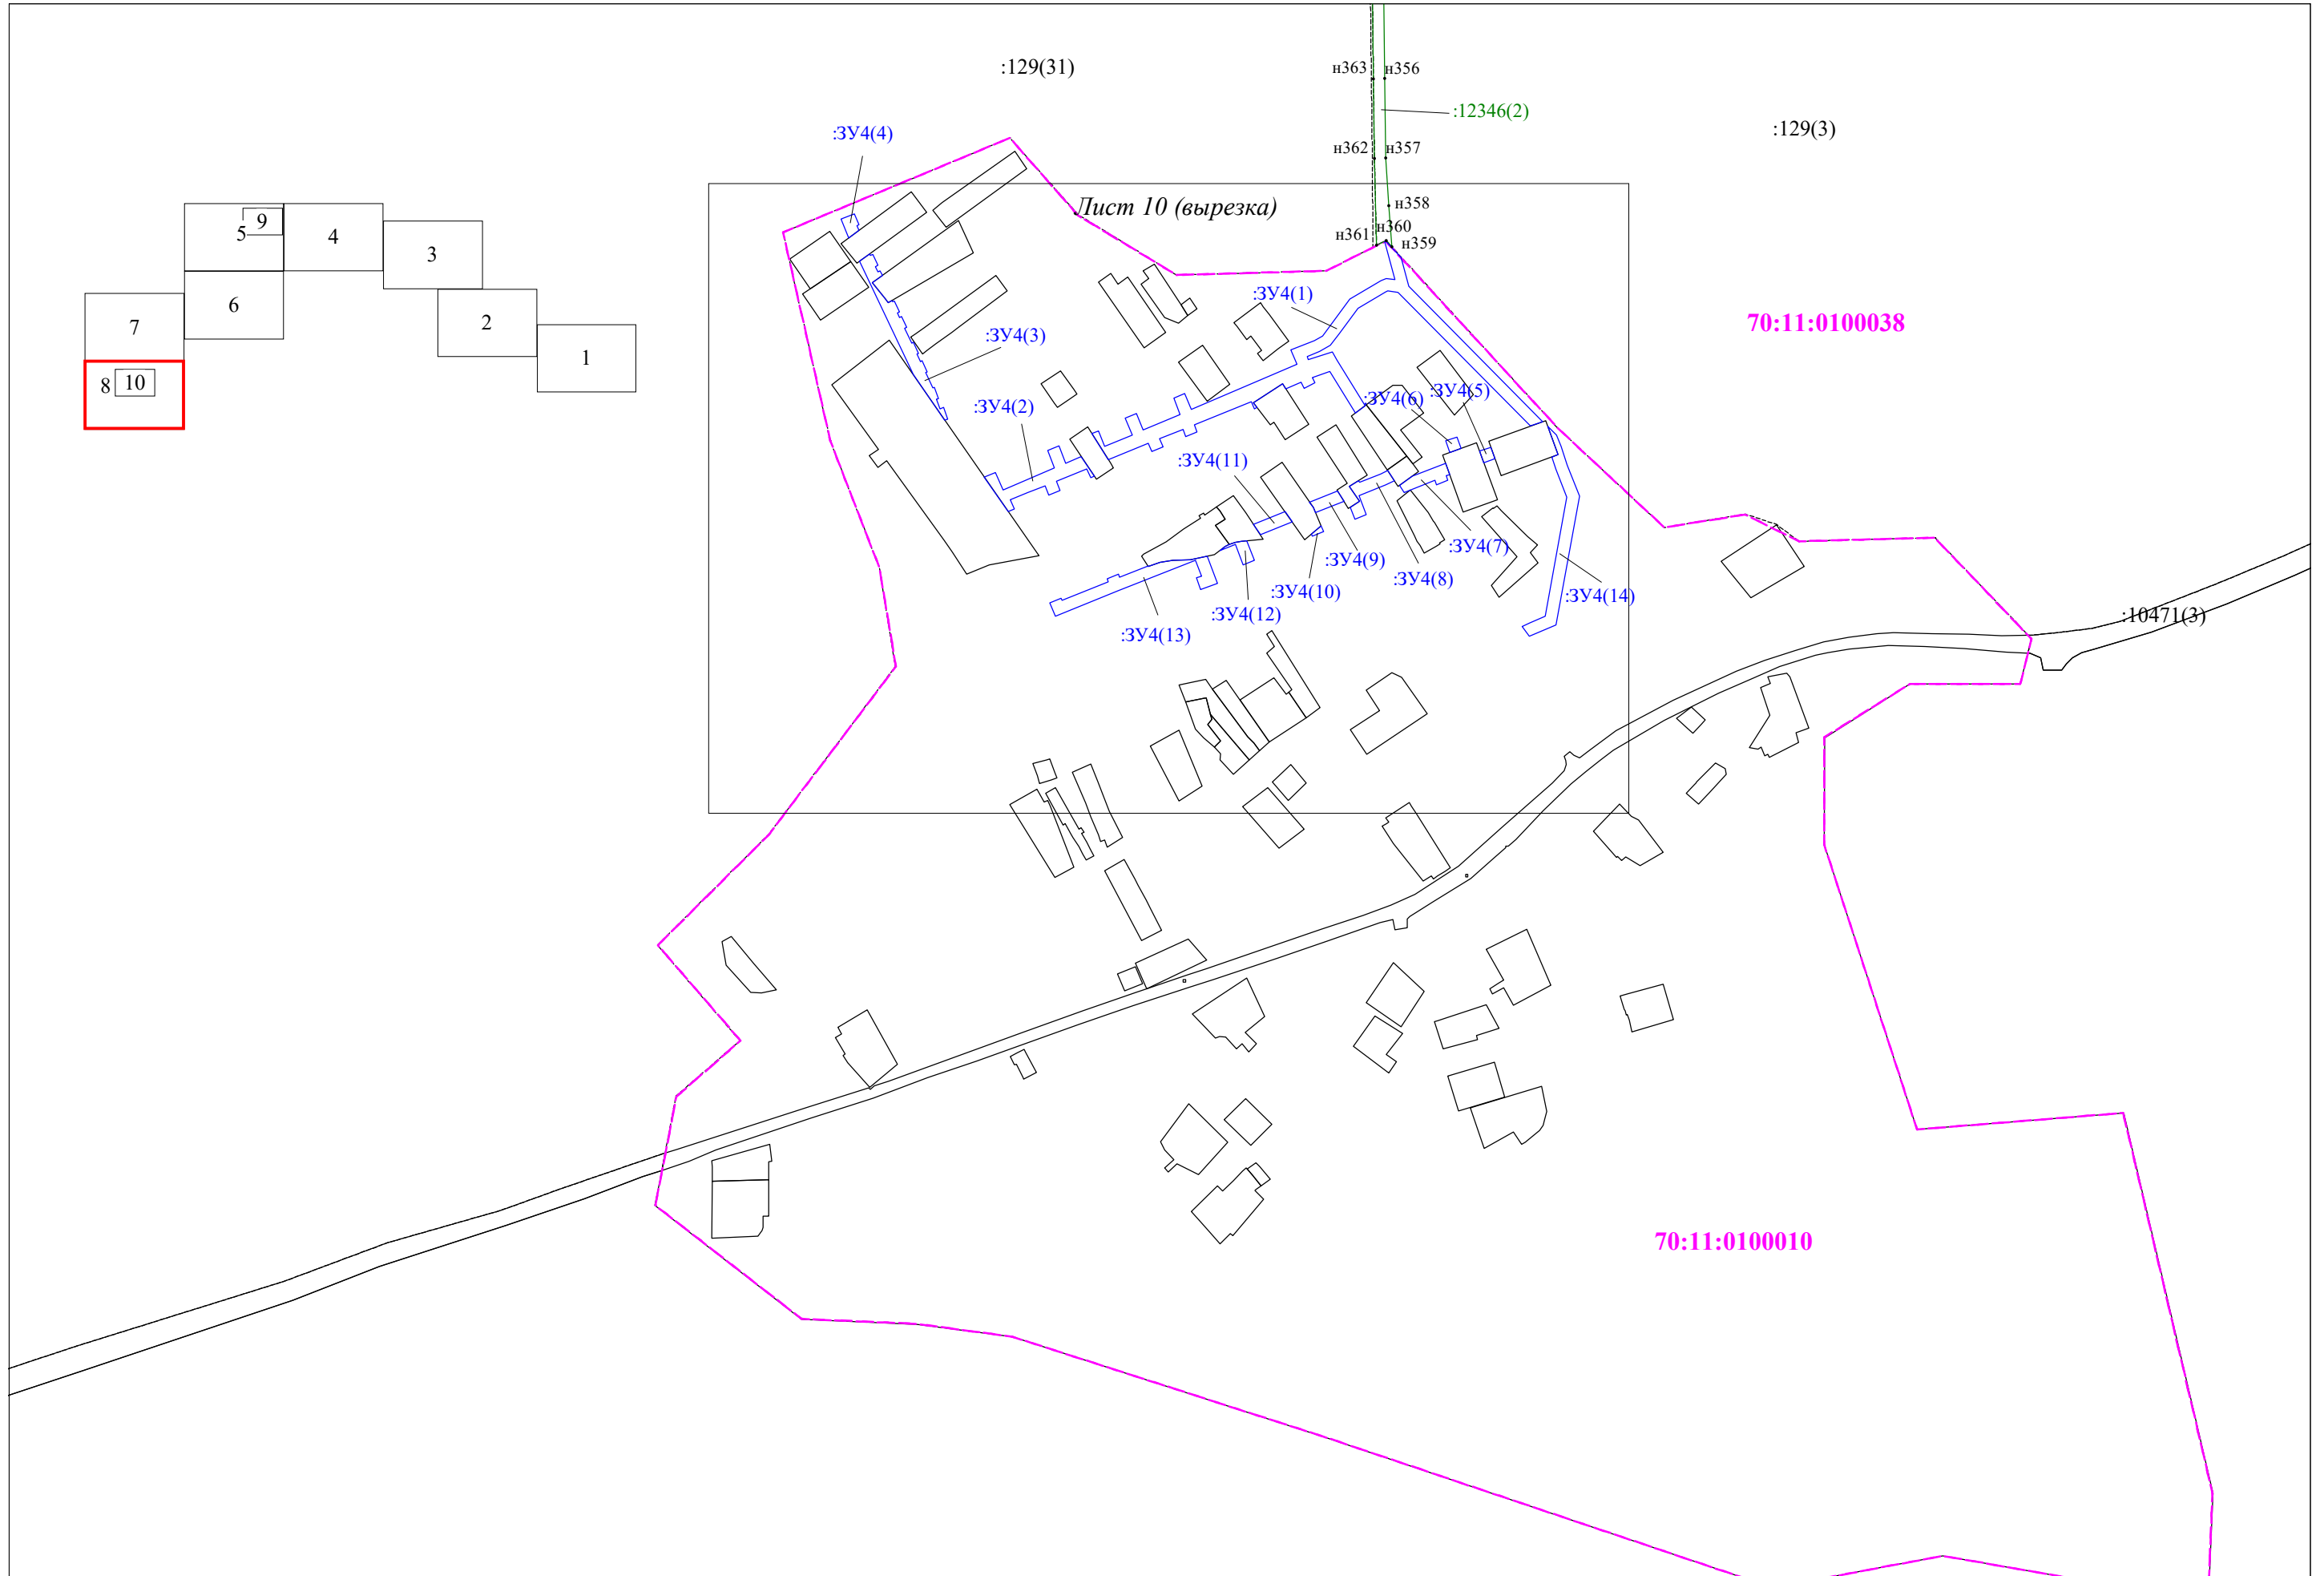 :129(31)
н363
н356
:12346(2)
:129(3)
:ЗУ4(4)
н362
н357
Лист 10 (вырезка)
н358
н360
н361
н359
9
5
4
3
6
7
2
1
8
10
:ЗУ4(1)
70:11:0100038
:ЗУ4(3)
:ЗУ4(2)
:ЗУ4(6)
:ЗУ4(5)
:ЗУ4(11)
:ЗУ4(7)
:ЗУ4(9)
:ЗУ4(8)
:ЗУ4(10)
:ЗУ4(14)
:ЗУ4(12)
:ЗУ4(13)
:10471(3)
70:11:0100010